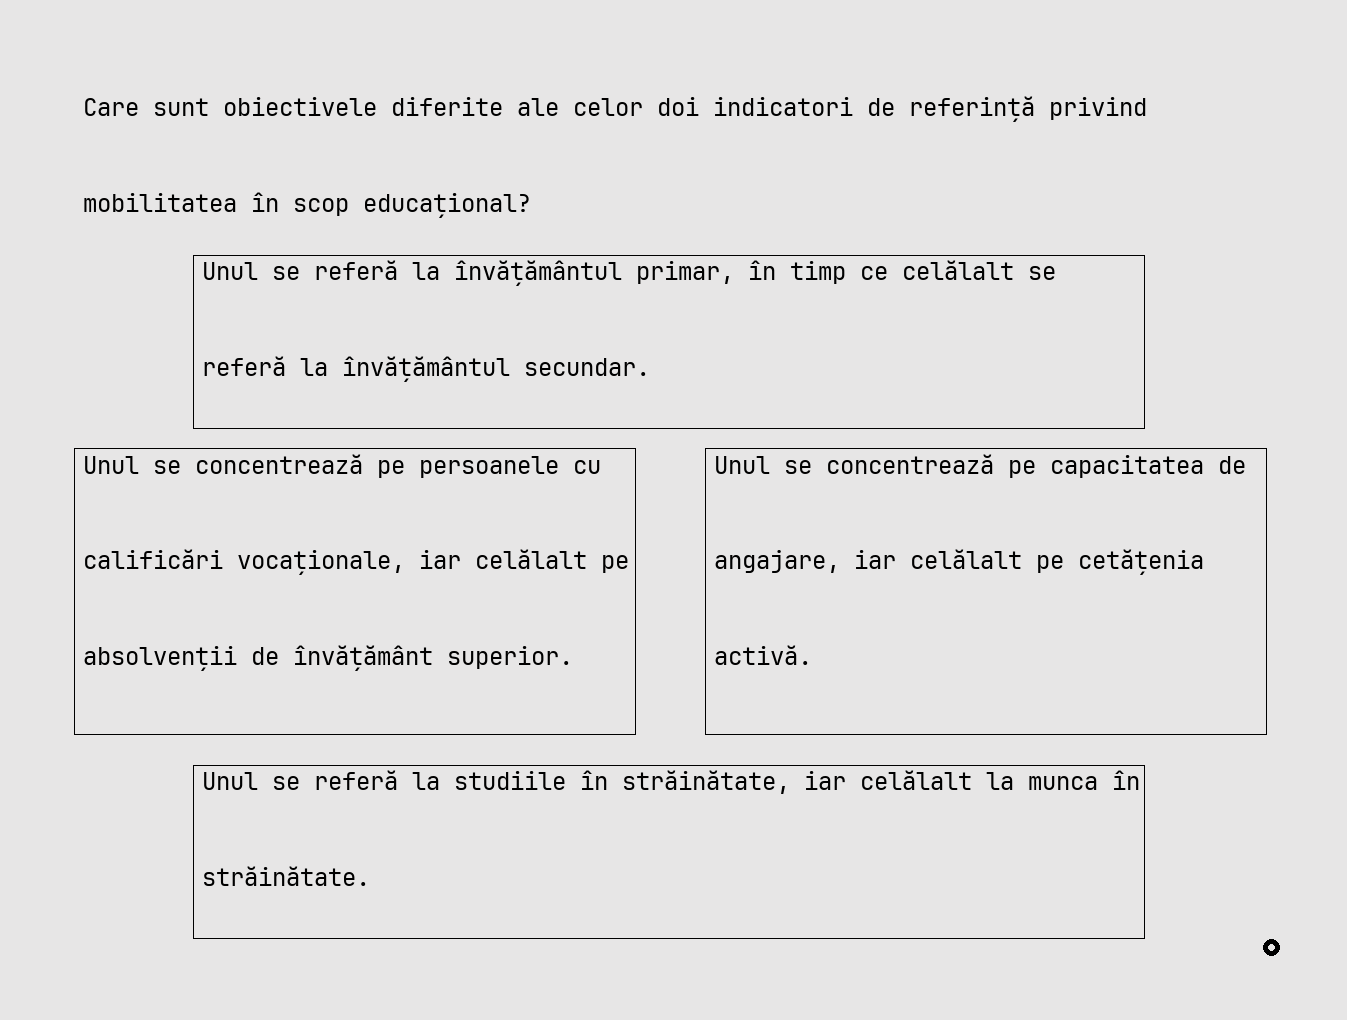 Care sunt obiectivele diferite ale celor doi indicatori de referință privind
mobilitatea în scop educațional?
Unul se referă la învățământul primar, în timp ce celălalt se
referă la învățământul secundar.
Unul se concentrează pe persoanele cu
calificări vocaționale, iar celălalt pe
absolvenții de învățământ superior.
Unul se concentrează pe capacitatea de
angajare, iar celălalt pe cetățenia
activă.
Unul se referă la studiile în străinătate, iar celălalt la munca în
străinătate.